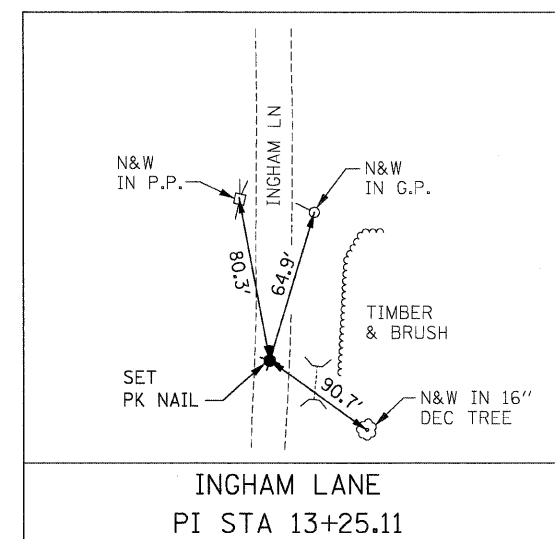 N&W
IN P.P.
INGHAM LN
N&W
IN G.P.
80.3'
64.9'
TIMBER
& BRUSH
SET
PK NAIL
90.7'
N&W IN 16"
DEC TREE
INGHAM LANE
PI STA 13+25.11